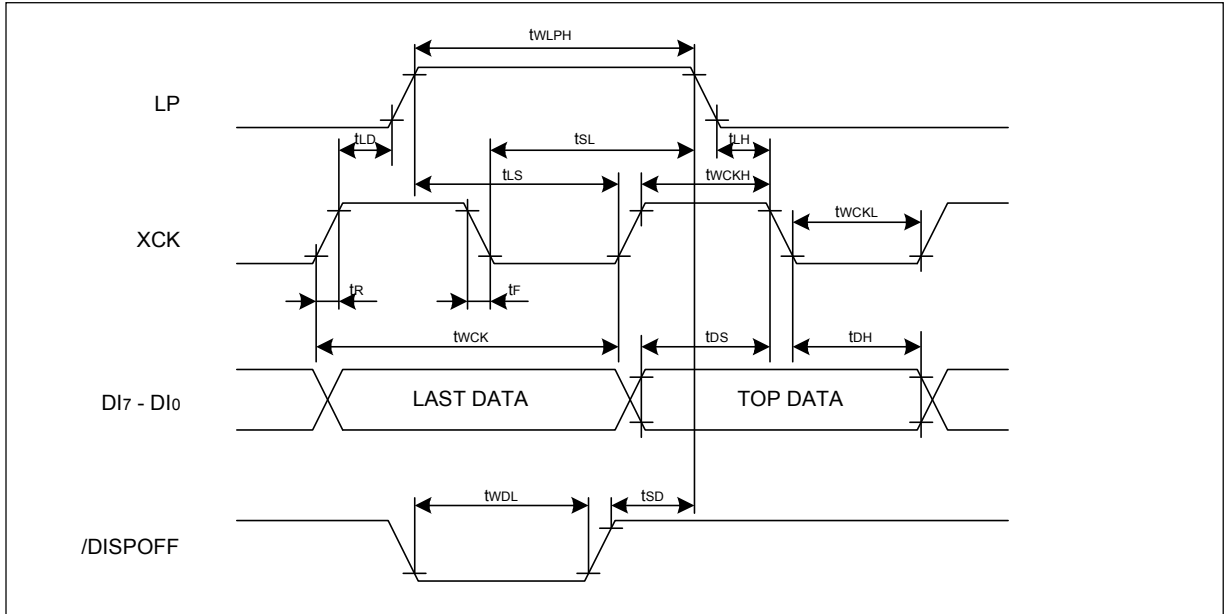 tWLPH
LP
tLD
tSL
tLH
tLS
tWCKH
tWCKL
XCK
tR
tF
tWCK
tDS
tDH
DI7 - DI0
LAST DATA
TOP DATA
tWDL
tSD
/DISPOFF